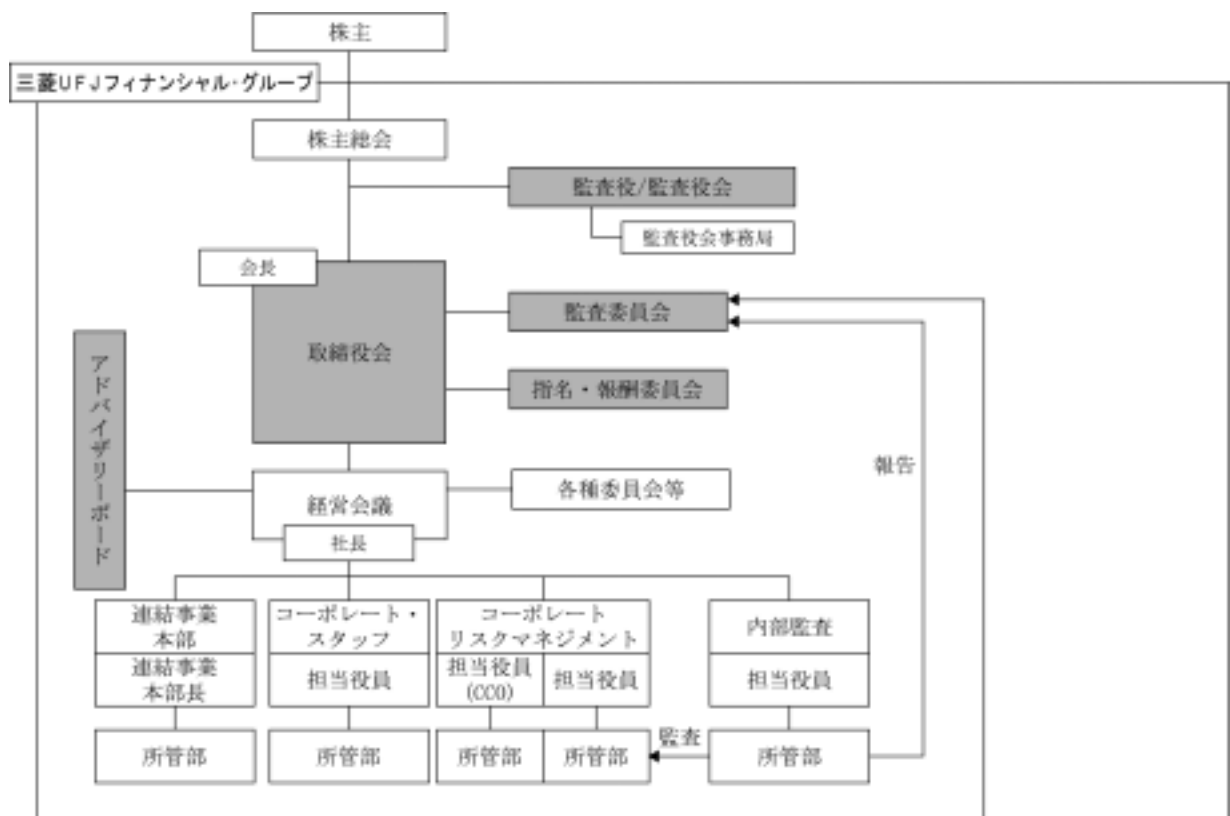 株主
三菱UFJフィナンシャル・グループ
株主総会
監査役/監査役会
監査役会事務局
会長
取締役会
監査委員会
指名・報酬委員会
アドバイザリーボード
報告
経営会議
各種委員会等
社長
連結事業
本部
連結事業
本部長
所管部
コーポレート・
スタッフ
担当役員
所管部
コーポレート
リスクマネジメント
担当役員
(CCO)
担当役員
所管部
所管部
監査
内部監査
担当役員
所管部